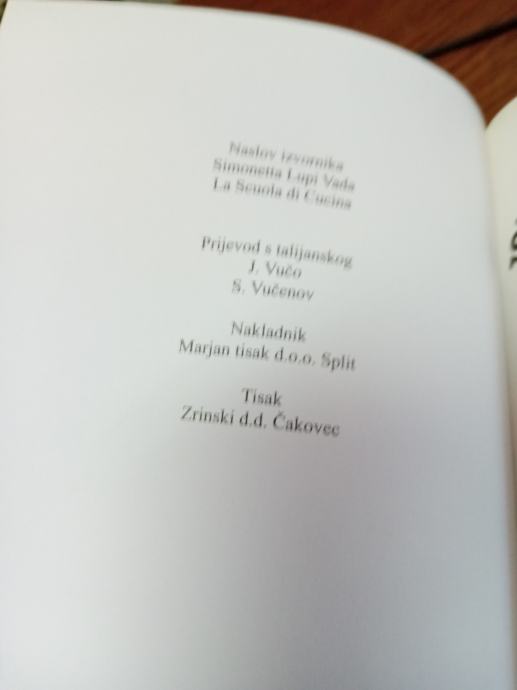 Naslov izvornika
Simonetta Lupi Vada
La Scuola di Cucina
Prijevod s talijanskog
J. Vučo
S. Vučenov
Nakladnik
Marjan tisak d.o.o. Split
Tisak
Zrinski d.d. Čakovec